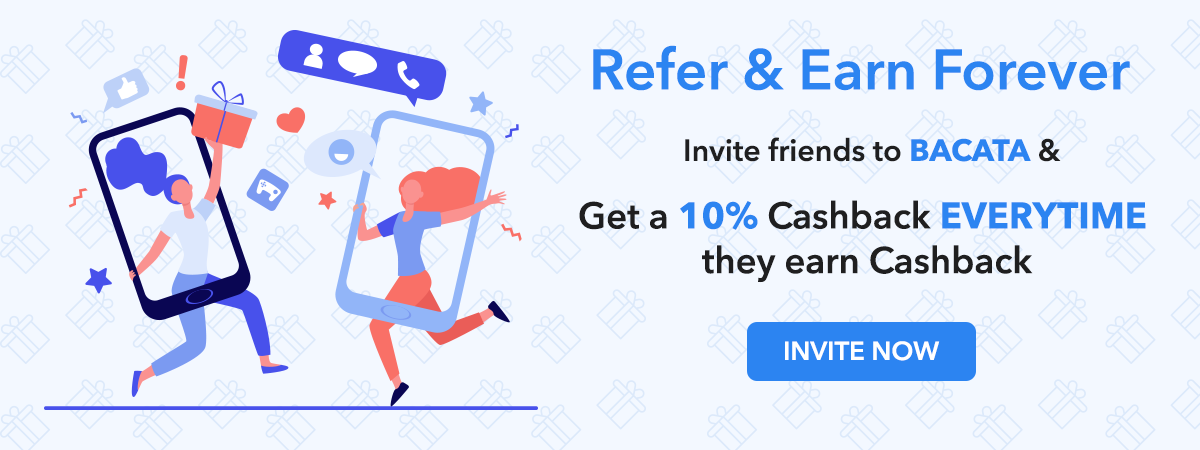 Refer & Earn Forever
Invite friends to BACATA &
Get a 10% Cashback EVERYTIME
they earn Cashback
INVITE NOW